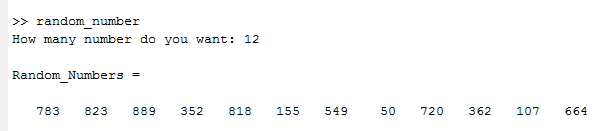 >> random_number
How many number do you want: 12
Random_Numbers =
783 823 889 352 818 155 549 50 720 362 107 664